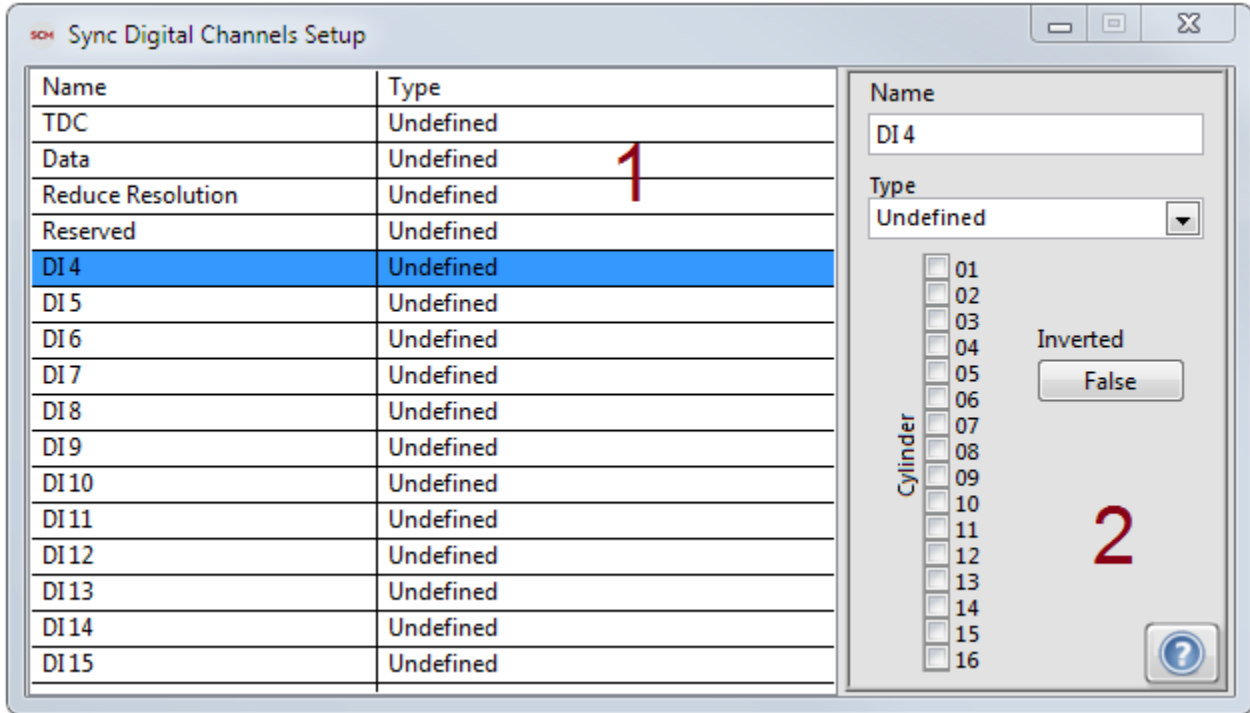 SCM Sync Digital Channels Setup
Name Type
TDC Undefined
Data Undefined
Reduce Resolution Undefined
Reserved Undefined
DI 4 Undefined
DI 5 Undefined
DI 6 Undefined
DI 7 Undefined
DI 8 Undefined
DI 9 Undefined
DI 10 Undefined
DI 11 Undefined
DI 12 Undefined
DI 13 Undefined
DI 14 Undefined
DI 15 Undefined
1
Name
DI 4
Type
Undefined
Cylinder
01
02
03
04
05
06
07
08
09
10
11
12
13
14
15
16
Inverted
False
2
?